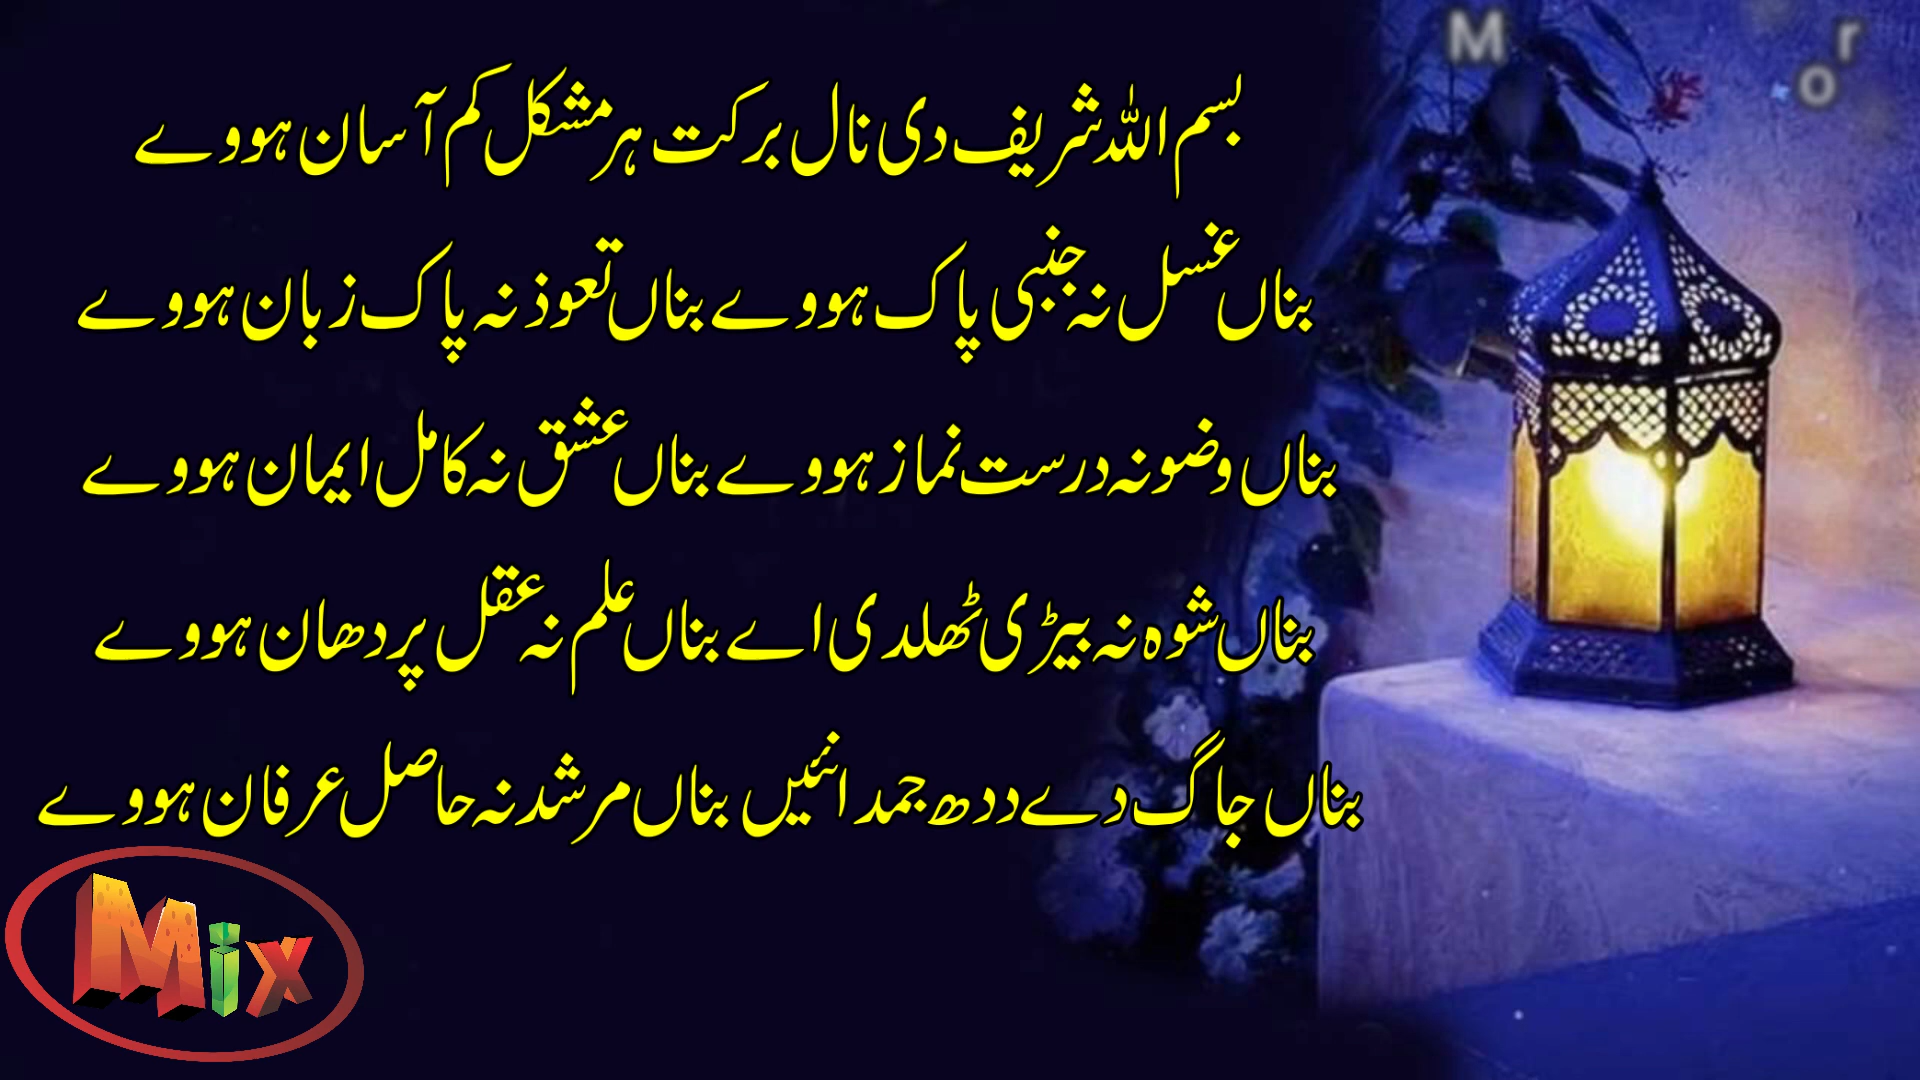 M r
o
بسم اللہ شریف دی نال برکت ہر مشکل کم آسان ہووے
بناں غسل نہ جنبی پاک ہووے بناں تعوذ نہ پاک زبان ہووے
بناں وضو نہ درست نماز ہووے بناں عشق نہ کامل ایمان ہووے
بناں شوہ نہ بیڑی ٹھلدی اے بناں علم نہ عقل پردھان ہووے
بناں جاگ دے ددھ جمدا نئیں بناں مرشد نہ حاصل عرفان ہووے
Mix